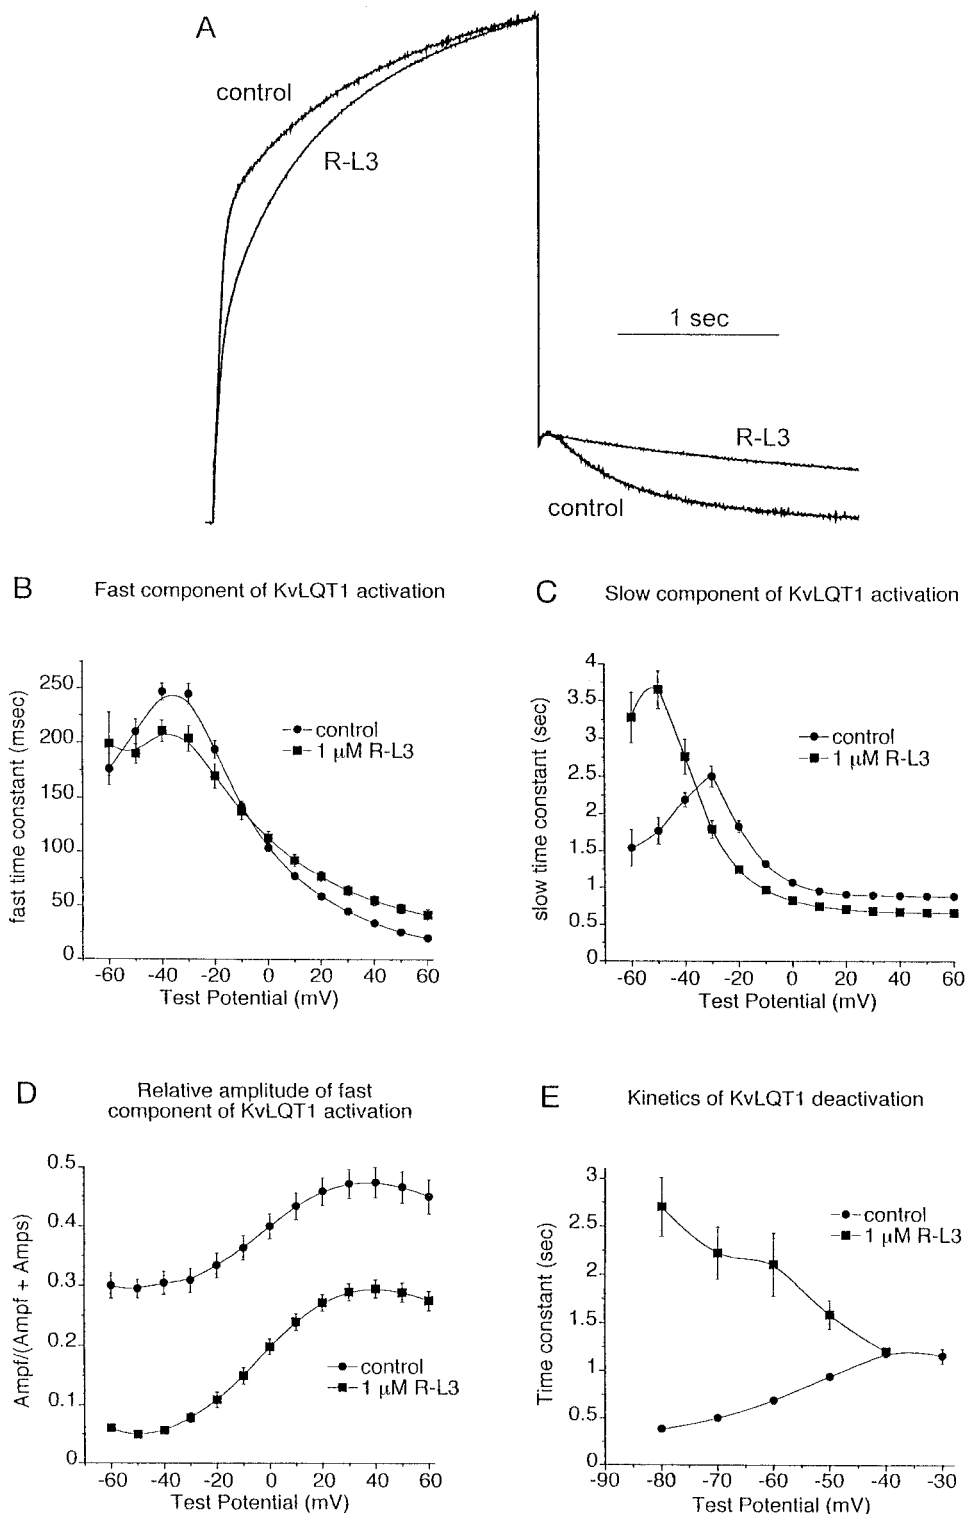 A
control
R-L3
1 sec
R-L3
control
B Fast component of KvLQT1 activation
fast time constant (msec)
250
200
150
100
50
0
control
1 μM R-L3
-60 -40 -20 0 20 40 60
Test Potential (mV)
C Slow component of KvLQT1 activation
slow time constant (sec)
4
3.5
3
2.5
2
1.5
1
0.5
0
control
1 μM R-L3
-60 -40 -20 0 20 40 60
Test Potential (mV)
D Relative amplitude of fast
component of KvLQT1 activation
Ampf/(Ampf + Amps)
0.5
0.4
0.3
0.2
0.1
0
control
1 μM R-L3
-60 -40 -20 0 20 40 60
Test Potential (mV)
E Kinetics of KvLQT1 deactivation
Time constant (sec)
3
2.5
2
1.5
1
0.5
0
control
1 μM R-L3
-90 -80 -70 -60 -50 -40 -30
Test Potential (mV)